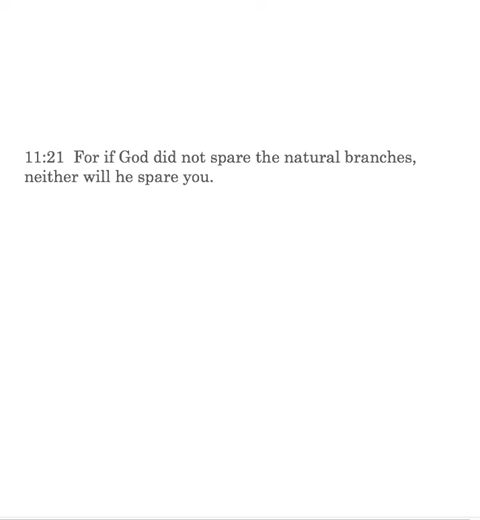 11:21 For if God did not spare the natural branches,
neither will he spare you.